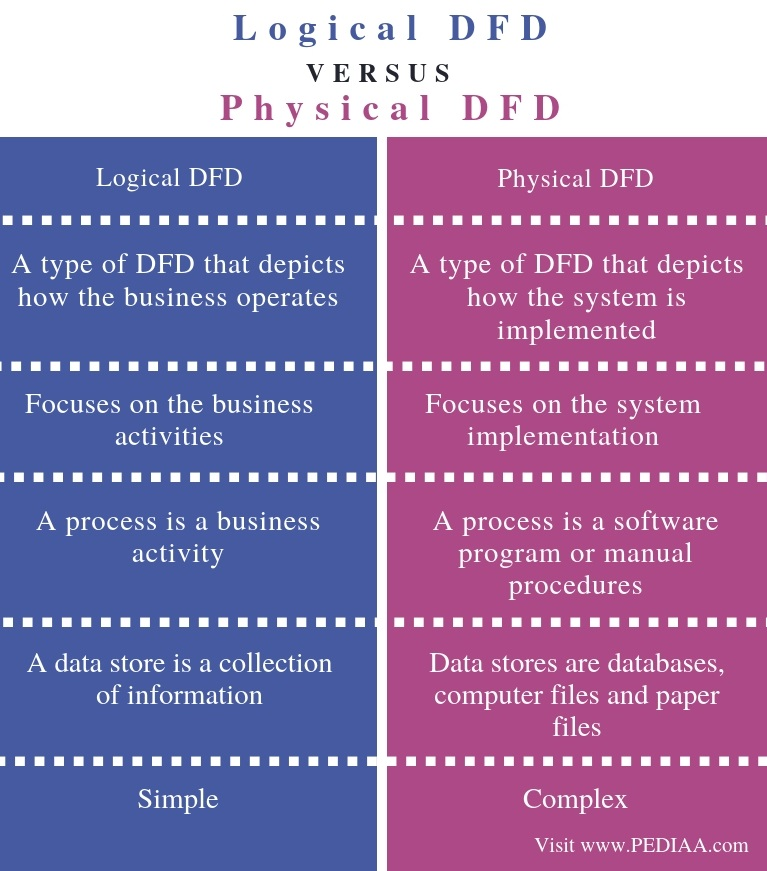 Logical DFD
VERSUS
Physical DFD
Logical DFD
Physical DFD
A type of DFD that depicts
how the business operates
A type of DFD that depicts
how the system is
implemented
Focuses on the business
activities
Focuses on the system
implementation
A process is a business
activity
A process is a software
program or manual
procedures
A data store is a collection
of information
Data stores are databases,
computer files and paper
files
Simple
Complex
Visit www.PEDIAA.com